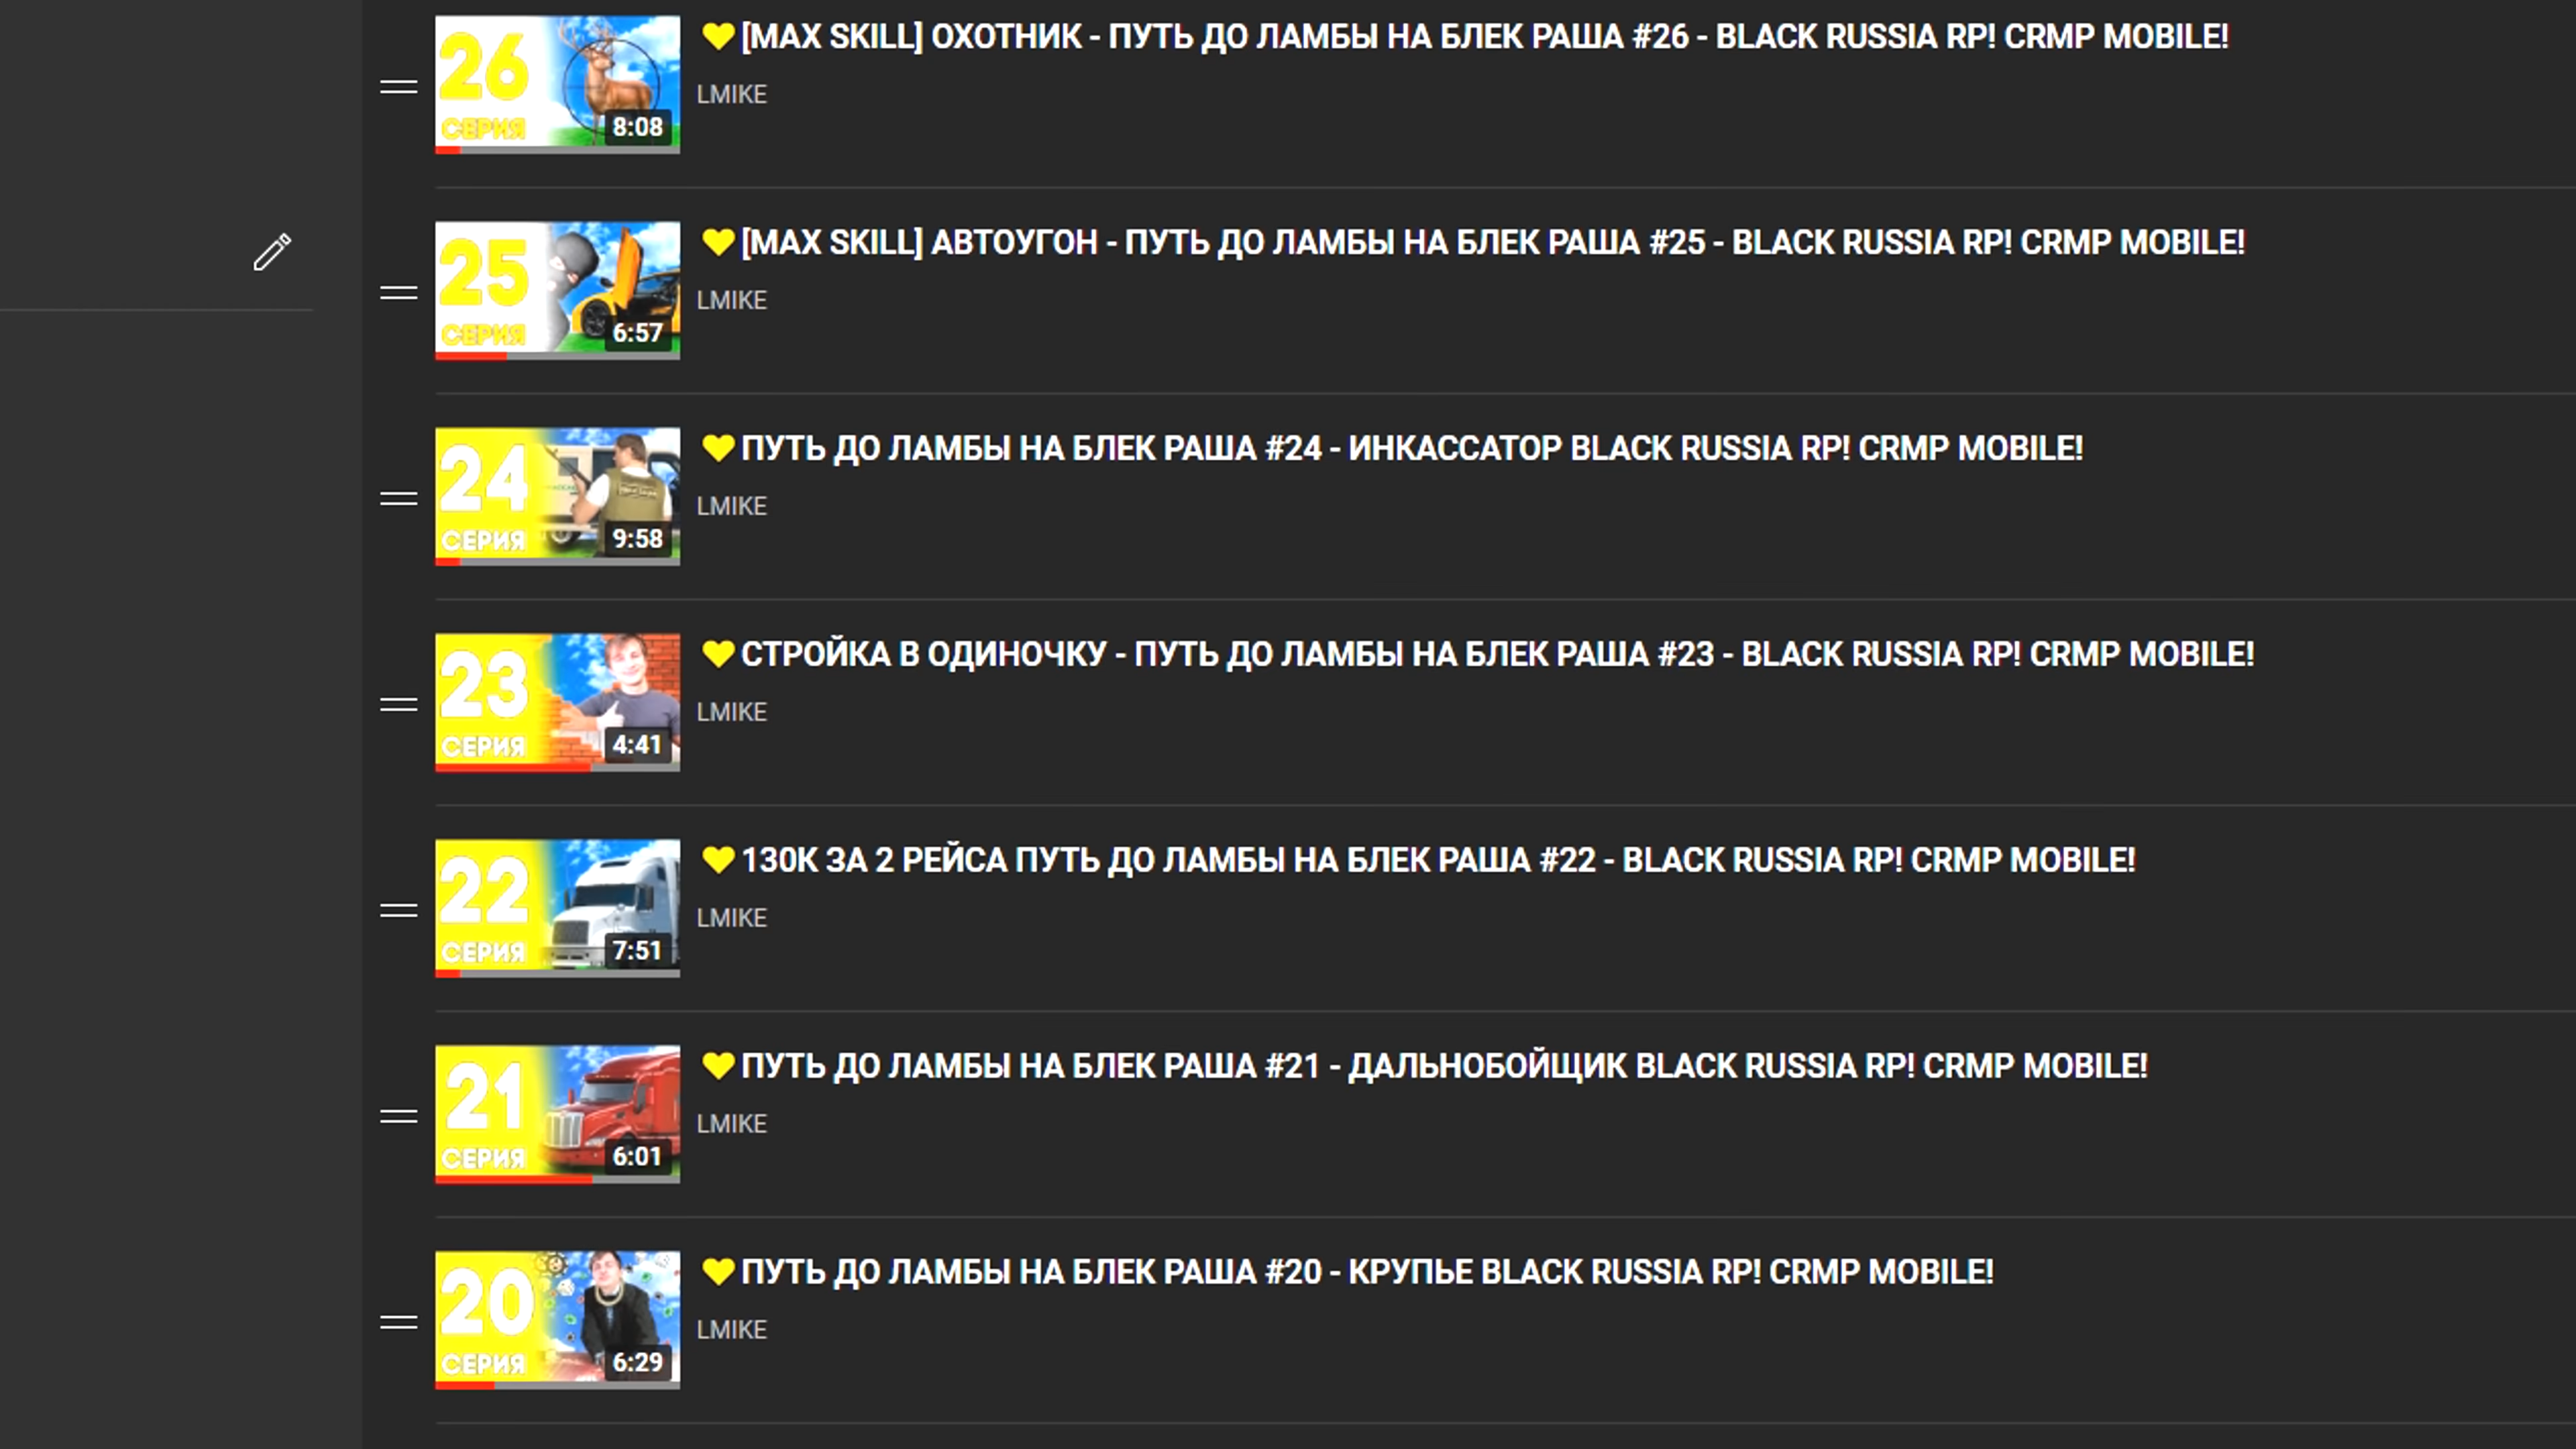 26
СЕРИЯ
8:08
💛[MAX SKILL] ОХОТНИК - ПУТЬ ДО ЛАМБЫ НА БЛЕК РАША #26 - BLACK RUSSIA RP! CRMP MOBILE!
LMIKE
25
СЕРИЯ
6:57
💛[MAX SKILL] АВТОУГОН - ПУТЬ ДО ЛАМБЫ НА БЛЕК РАША #25 - BLACK RUSSIA RP! CRMP MOBILE!
LMIKE
24
СЕРИЯ
9:58
💛ПУТЬ ДО ЛАМБЫ НА БЛЕК РАША #24 - ИНКАССАТОР BLACK RUSSIA RP! CRMP MOBILE!
LMIKE
23
СЕРИЯ
4:41
💛СТРОЙКА В ОДИНОЧКУ - ПУТЬ ДО ЛАМБЫ НА БЛЕК РАША #23 - BLACK RUSSIA RP! CRMP MOBILE!
LMIKE
22
СЕРИЯ
7:51
💛130К ЗА 2 РЕЙСА ПУТЬ ДО ЛАМБЫ НА БЛЕК РАША #22 - BLACK RUSSIA RP! CRMP MOBILE!
LMIKE
21
СЕРИЯ
6:01
💛ПУТЬ ДО ЛАМБЫ НА БЛЕК РАША #21 - ДАЛЬНОБОЙЩИК BLACK RUSSIA RP! CRMP MOBILE!
LMIKE
20
СЕРИЯ
6:29
💛ПУТЬ ДО ЛАМБЫ НА БЛЕК РАША #20 - КРУПЬЕ BLACK RUSSIA RP! CRMP MOBILE!
LMIKE